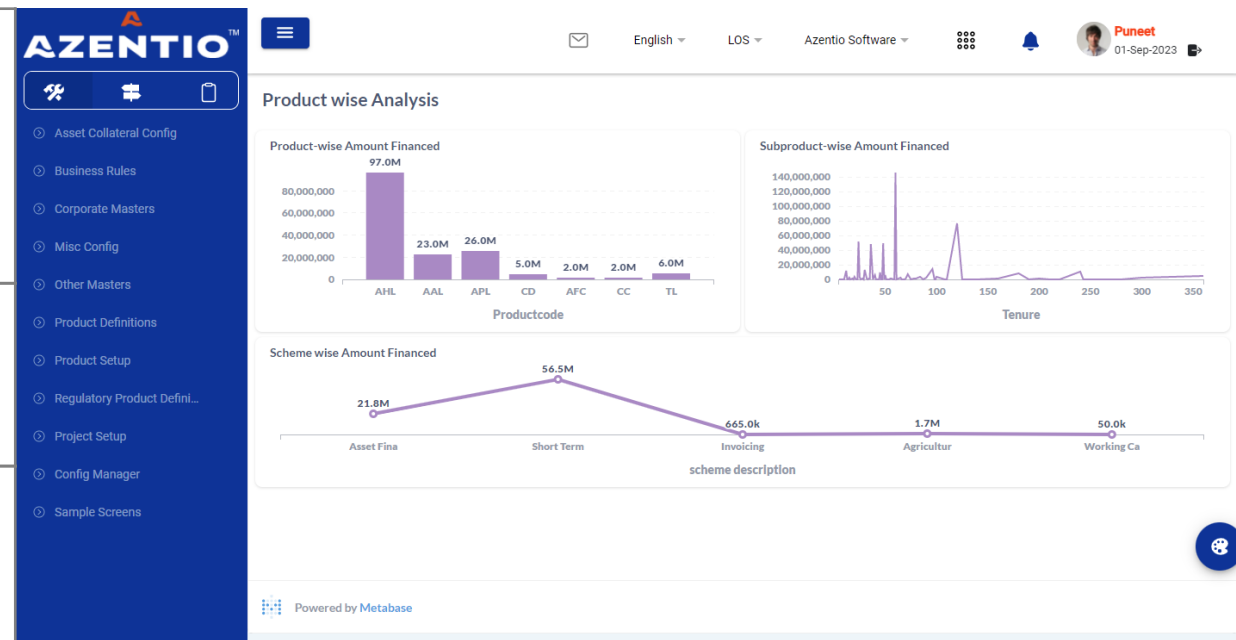 AZENTIO™
English
LOS
Azentio Software
Puneet
01-Sep-2023
Asset Collateral Config
Business Rules
Corporate Masters
Misc Config
Other Masters
Product Definitions
Product Setup
Regulatory Product Defini...
Project Setup
Config Manager
Sample Screens
Product wise Analysis
Product-wise Amount Financed
97.0M
80,000,000
60,000,000
40,000,000
20,000,000
0
23.0M
26.0M
5.0M
2.0M
2.0M
6.0M
AHL AAL APL CD AFC CC TL
Productcode
Subproduct-wise Amount Financed
140,000,000
120,000,000
100,000,000
80,000,000
60,000,000
40,000,000
20,000,000
0
50 100 150 200 250 300 350
Tenure
Scheme wise Amount Financed
21.8M
56.5M
665.0k
1.7M
50.0k
Asset Fina Short Term Invoicing Agricultur Working Ca
scheme description
Powered by Metabase